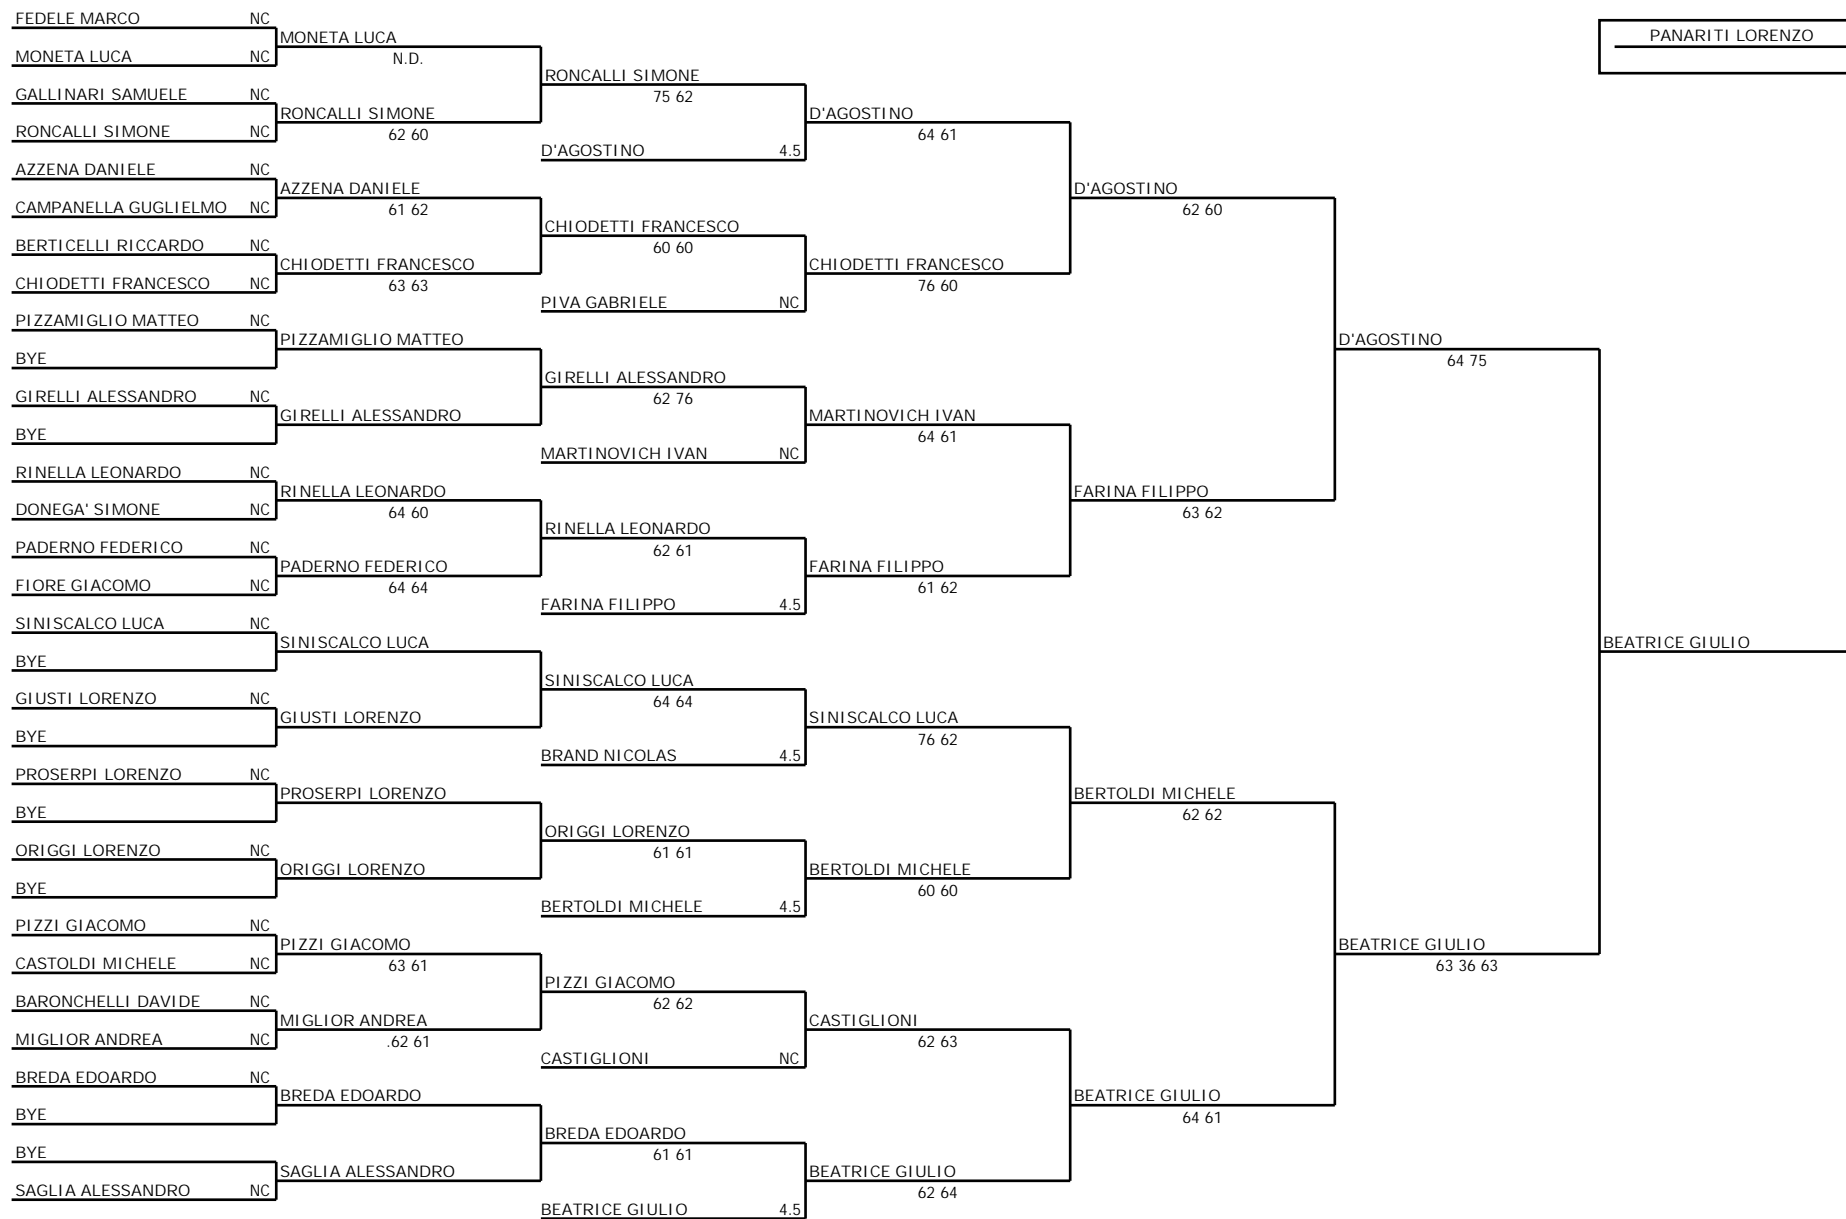 FEDELE MARCO NC
MONETA LUCA
PANARITI LORENZO
MONETA LUCA NC
N.D.
RONCALLI SIMONE
GALLINARI SAMUELE NC
75 62
RONCALLI SIMONE
D'AGOSTINO
RONCALLI SIMONE NC
62 60
64 61
D'AGOSTINO 4.5
AZZENA DANIELE NC
AZZENA DANIELE
D'AGOSTINO
CAMPANELLA GUGLIELMO NC
61 62
62 60
CHIODETTI FRANCESCO
BERTICELLI RICCARDO NC
60 60
CHIODETTI FRANCESCO
CHIODETTI FRANCESCO
CHIODETTI FRANCESCO NC
63 63
76 60
PIVA GABRIELE NC
PIZZAMIGLIO MATTEO NC
PIZZAMIGLIO MATTEO
D'AGOSTINO
BYE
64 75
GIRELLI ALESSANDRO
GIRELLI ALESSANDRO NC
62 76
GIRELLI ALESSANDRO
MARTINOVICH IVAN
BYE
64 61
MARTINOVICH IVAN NC
RINELLA LEONARDO NC
RINELLA LEONARDO
FARINA FILIPPO
DONEGA' SIMONE NC
64 60
63 62
RINELLA LEONARDO
PADERNO FEDERICO NC
62 61
PADERNO FEDERICO
FARINA FILIPPO
FIORE GIACOMO NC
64 64
61 62
FARINA FILIPPO 4.5
SINISCALCO LUCA NC
SINISCALCO LUCA
BEATRICE GIULIO
BYE
SINISCALCO LUCA
GIUSTI LORENZO NC
64 64
GIUSTI LORENZO
SINISCALCO LUCA
BYE
76 62
BRAND NICOLAS 4.5
PROSERPI LORENZO NC
PROSERPI LORENZO
BERTOLDI MICHELE
BYE
62 62
ORIGGI LORENZO
ORIGGI LORENZO NC
61 61
ORIGGI LORENZO
BERTOLDI MICHELE
BYE
60 60
BERTOLDI MICHELE 4.5
PIZZI GIACOMO NC
PIZZI GIACOMO
BEATRICE GIULIO
CASTOLDI MICHELE NC
63 61
63 36 63
PIZZI GIACOMO
BARONCHELLI DAVIDE NC
62 62
MIGLIOR ANDREA
CASTIGLIONI
MIGLIOR ANDREA NC
.62 61
62 63
CASTIGLIONI NC
BREDA EDOARDO NC
BREDA EDOARDO
BEATRICE GIULIO
BYE
64 61
BREDA EDOARDO
BYE
61 61
SAGLIA ALESSANDRO
BEATRICE GIULIO
SAGLIA ALESSANDRO NC
62 64
BEATRICE GIULIO 4.5